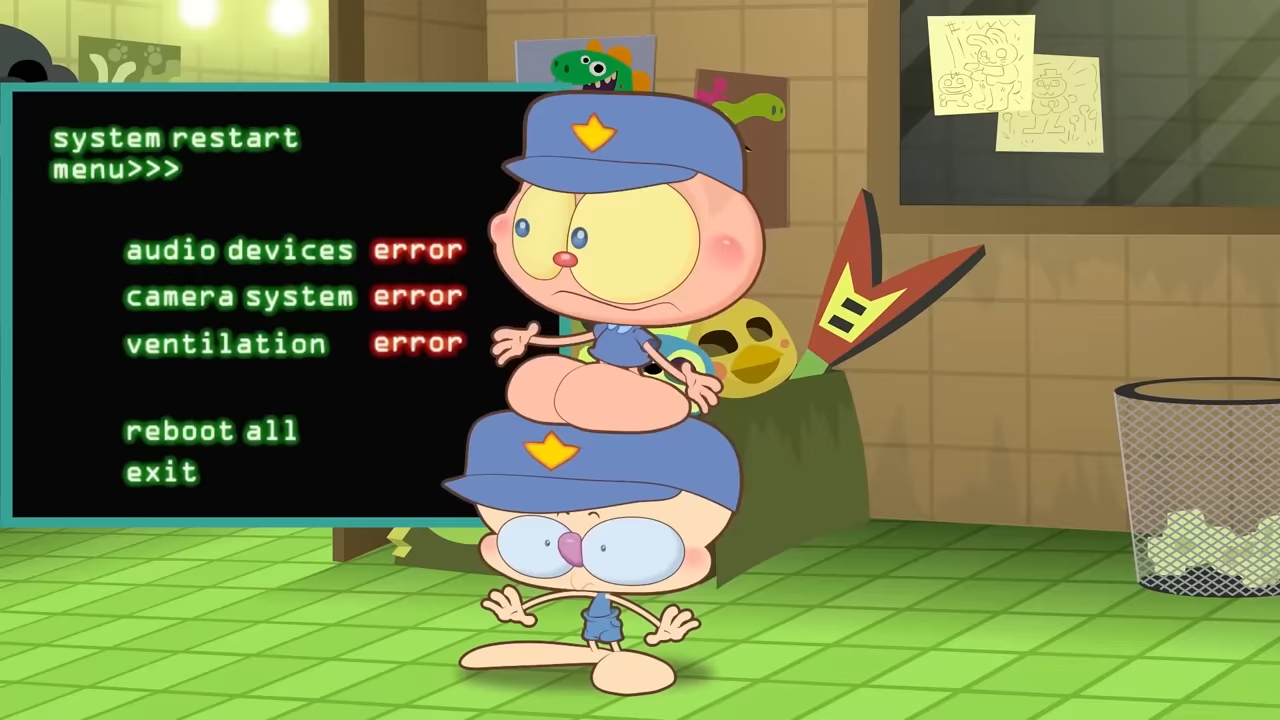 system restart
menu>>>
audio devices error
camera system error
ventilation error
reboot all
exit